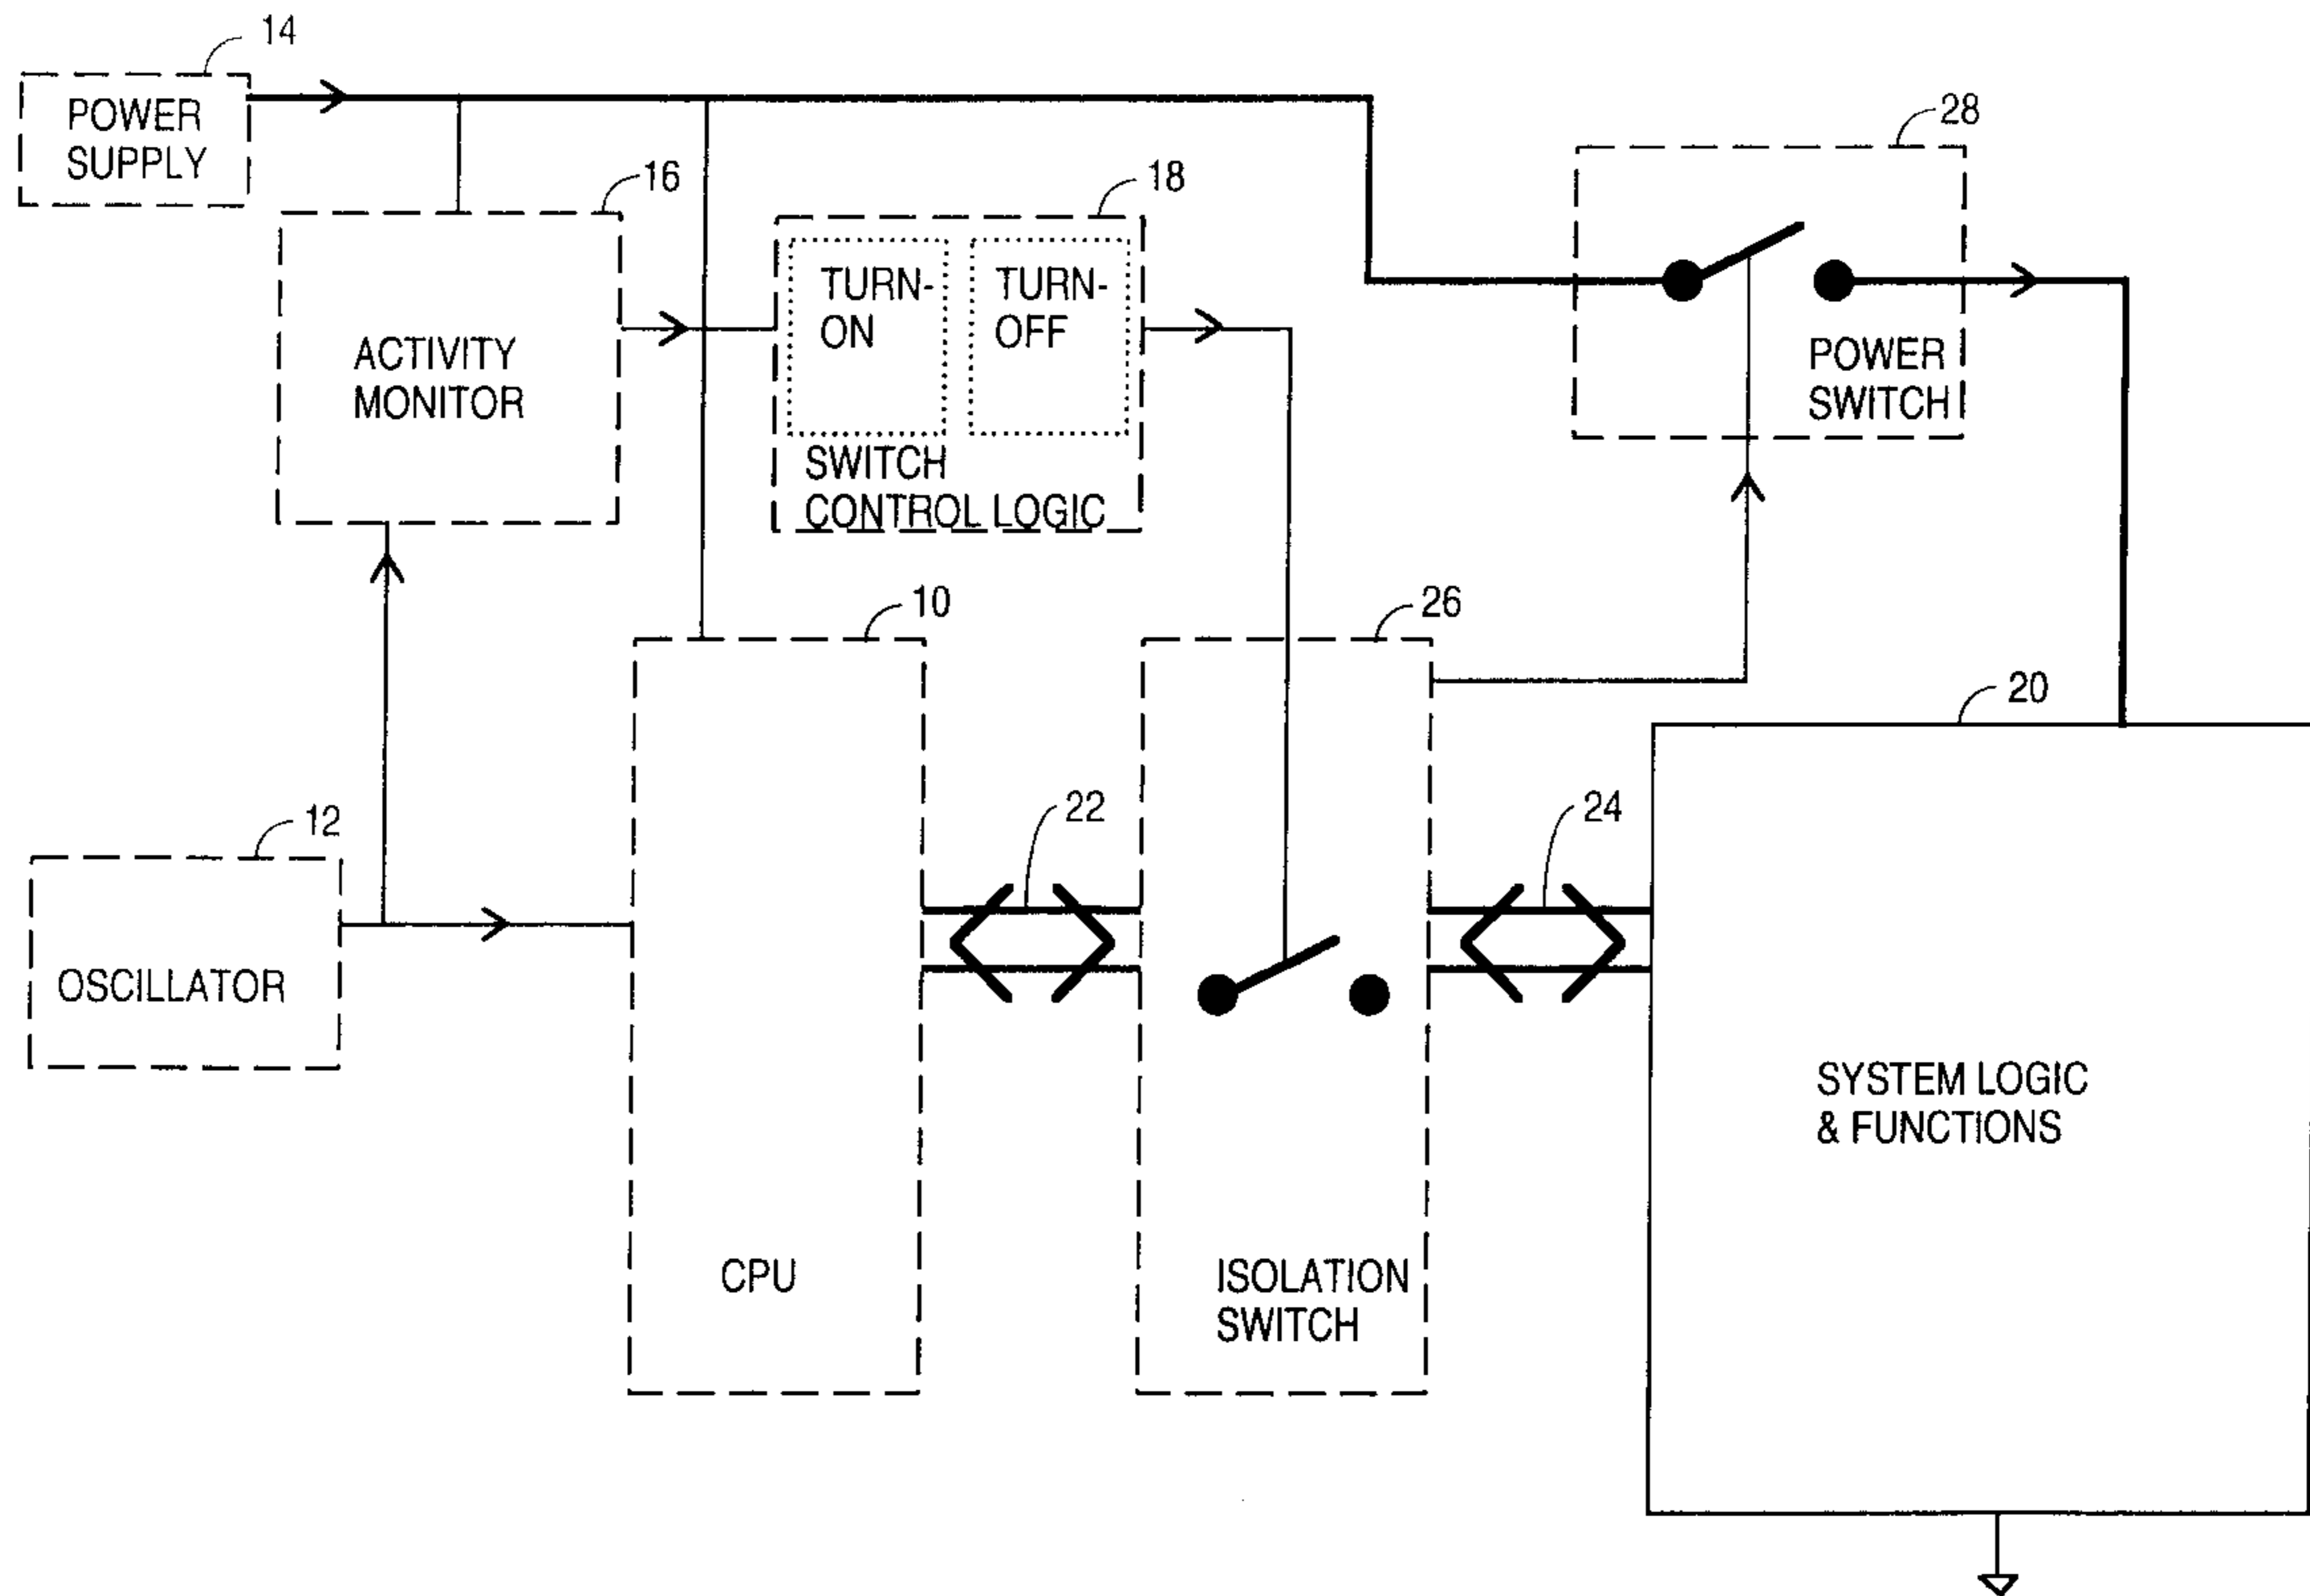 14
POWER
SUPPLY
28
16
18
TURN-
ON
TURN-
OFF
ACTIVITY
MONITOR
POWER
SWITCH
SWITCH
CONTROL LOGIC
10
26
20
12
22
24
OSCILLATOR
SYSTEM LOGIC
& FUNCTIONS
CPU
ISOLATION
SWITCH